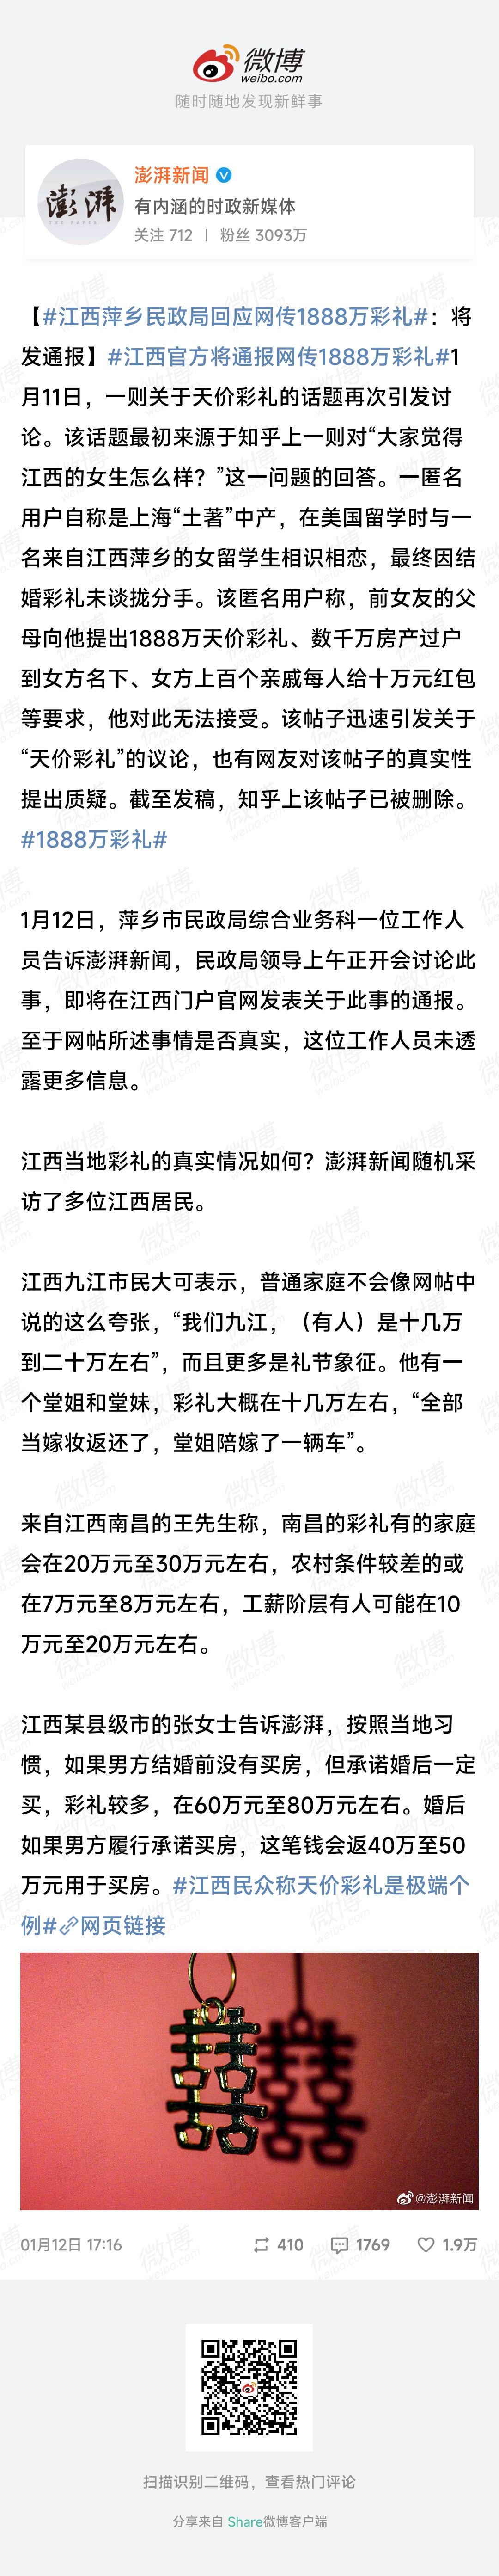 微博
weibo.com
随时随地发现新鲜事
澎湃
THE PAPER
澎湃新闻
有内涵的时政新媒体
关注 712 | 粉丝 3093万
【#江西萍乡民政局回应网传1888万彩礼#：将
发通报】#江西官方将通报网传1888万彩礼#1
月11日，一则关于天价彩礼的话题再次引发讨
论。该话题最初来源于知乎上一则对“大家觉得
江西的女生怎么样？”这一问题的回答。一匿名
用户自称是上海“土著”中产，在美国留学时与一
名来自江西萍乡的女留学生相识相恋，最终因结
婚彩礼未谈拢分手。该匿名用户称，前女友的父
母向他提出1888万天价彩礼、数千万房产过户
到女方名下、女方上百个亲戚每人给十万元红包
等要求，他对此无法接受。该帖子迅速引发关于
“天价彩礼”的议论，也有网友对该帖子的真实性
提出质疑。截至发稿，知乎上该帖子已被删除。
#1888万彩礼#
1月12日，萍乡市民政局综合业务科一位工作人
员告诉澎湃新闻，民政局领导上午正开会讨论此
事，即将在江西门户官网发表关于此事的通报。
至于网帖所述事情是否真实，这位工作人员未透
露更多信息。
江西当地彩礼的真实情况如何？澎湃新闻随机采
访了多位江西居民。
江西九江市民大可表示，普通家庭不会像网帖中
说的这么夸张，“我们九江，（有人）是十几万
到二十万左右”，而且更多是礼节象征。他有一
个堂姐和堂妹，彩礼大概在十几万左右，“全部
当嫁妆返还了，堂姐陪嫁了一辆车”。
来自江西南昌的王先生称，南昌的彩礼有的家庭
会在20万元至30万元左右，农村条件较差的或
在7万元至8万元左右，工薪阶层有人可能在10
万元至20万元左右。
江西某县级市的张女士告诉澎湃，按照当地习
惯，如果男方结婚前没有买房，但承诺婚后一定
买，彩礼较多，在60万元至80万元左右。婚后
如果男方履行承诺买房，这笔钱会返40万至50
万元用于买房。#江西民众称天价彩礼是极端个
例#网页链接
囍
@澎湃新闻
01月12日 17:16 410 1769 1.9万
扫描识别二维码，查看热门评论
分享来自 Share微博客户端